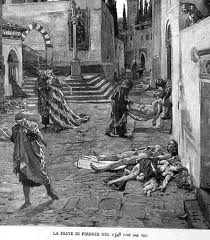 LA PESTE DI FIRENZE NEL 1348